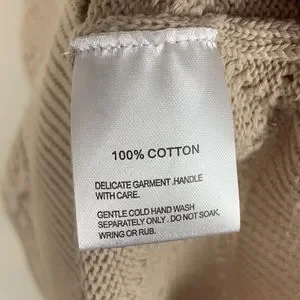 100% COTTON
DELICATE GARMENT .HANDLE
WITH CARE.
GENTLE COLD HAND WASH
SEPARATELY ONLY . DO NOT SOAK,
WRING OR RUB.